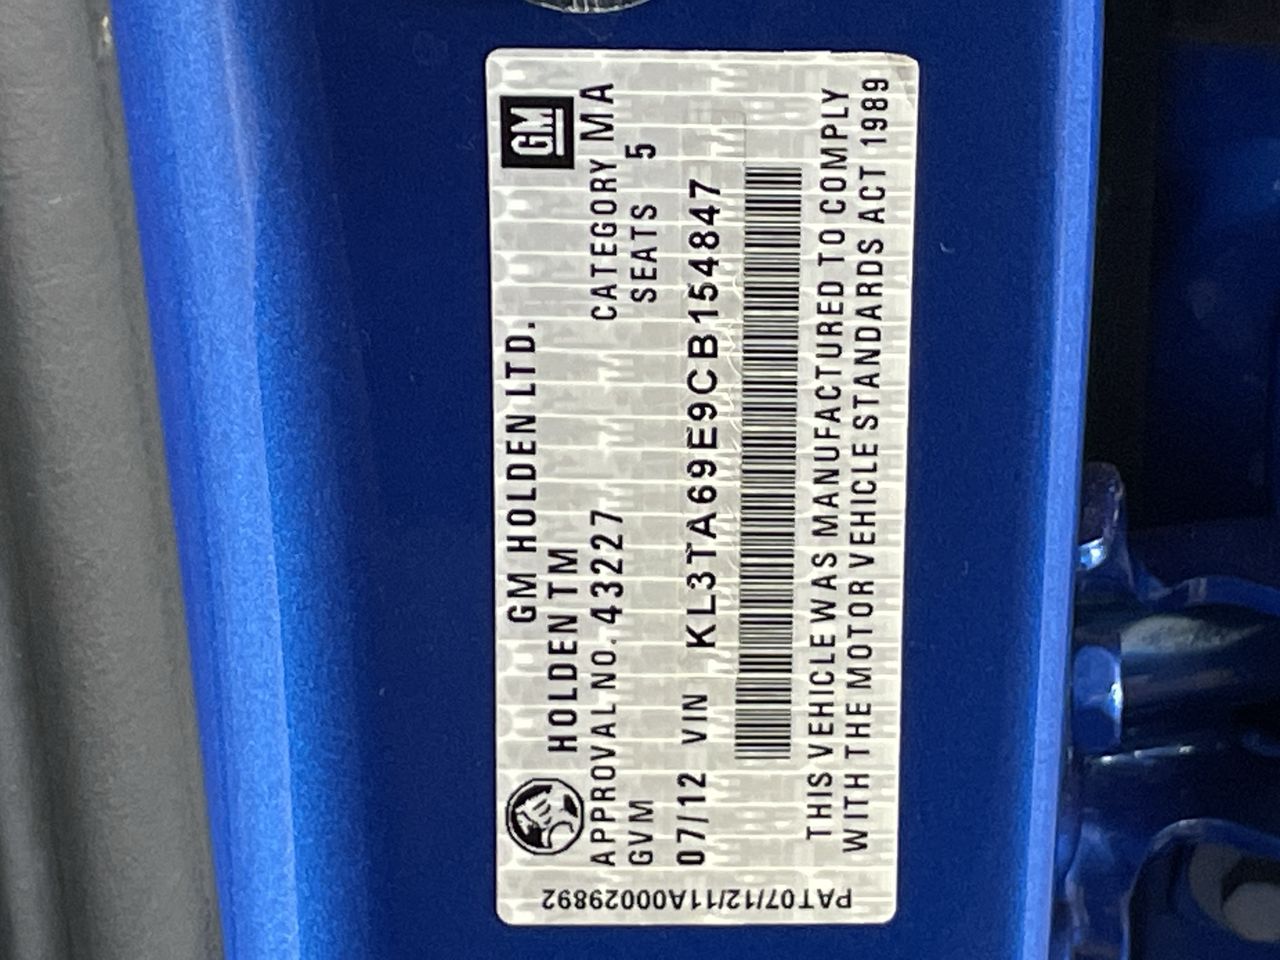 GM HOLDEN LTD.
GM
HOLDEN TM
APPROVAL NO. 43227
CATEGORY MA
GVM
SEATS 5
07/12 VIN KL3TA69E9CB154847
THIS VEHICLE WAS MANUFACTURED TO COMPLY
WITH THE MOTOR VEHICLE STANDARDS ACT 1989
PAT07/12/11A00029892